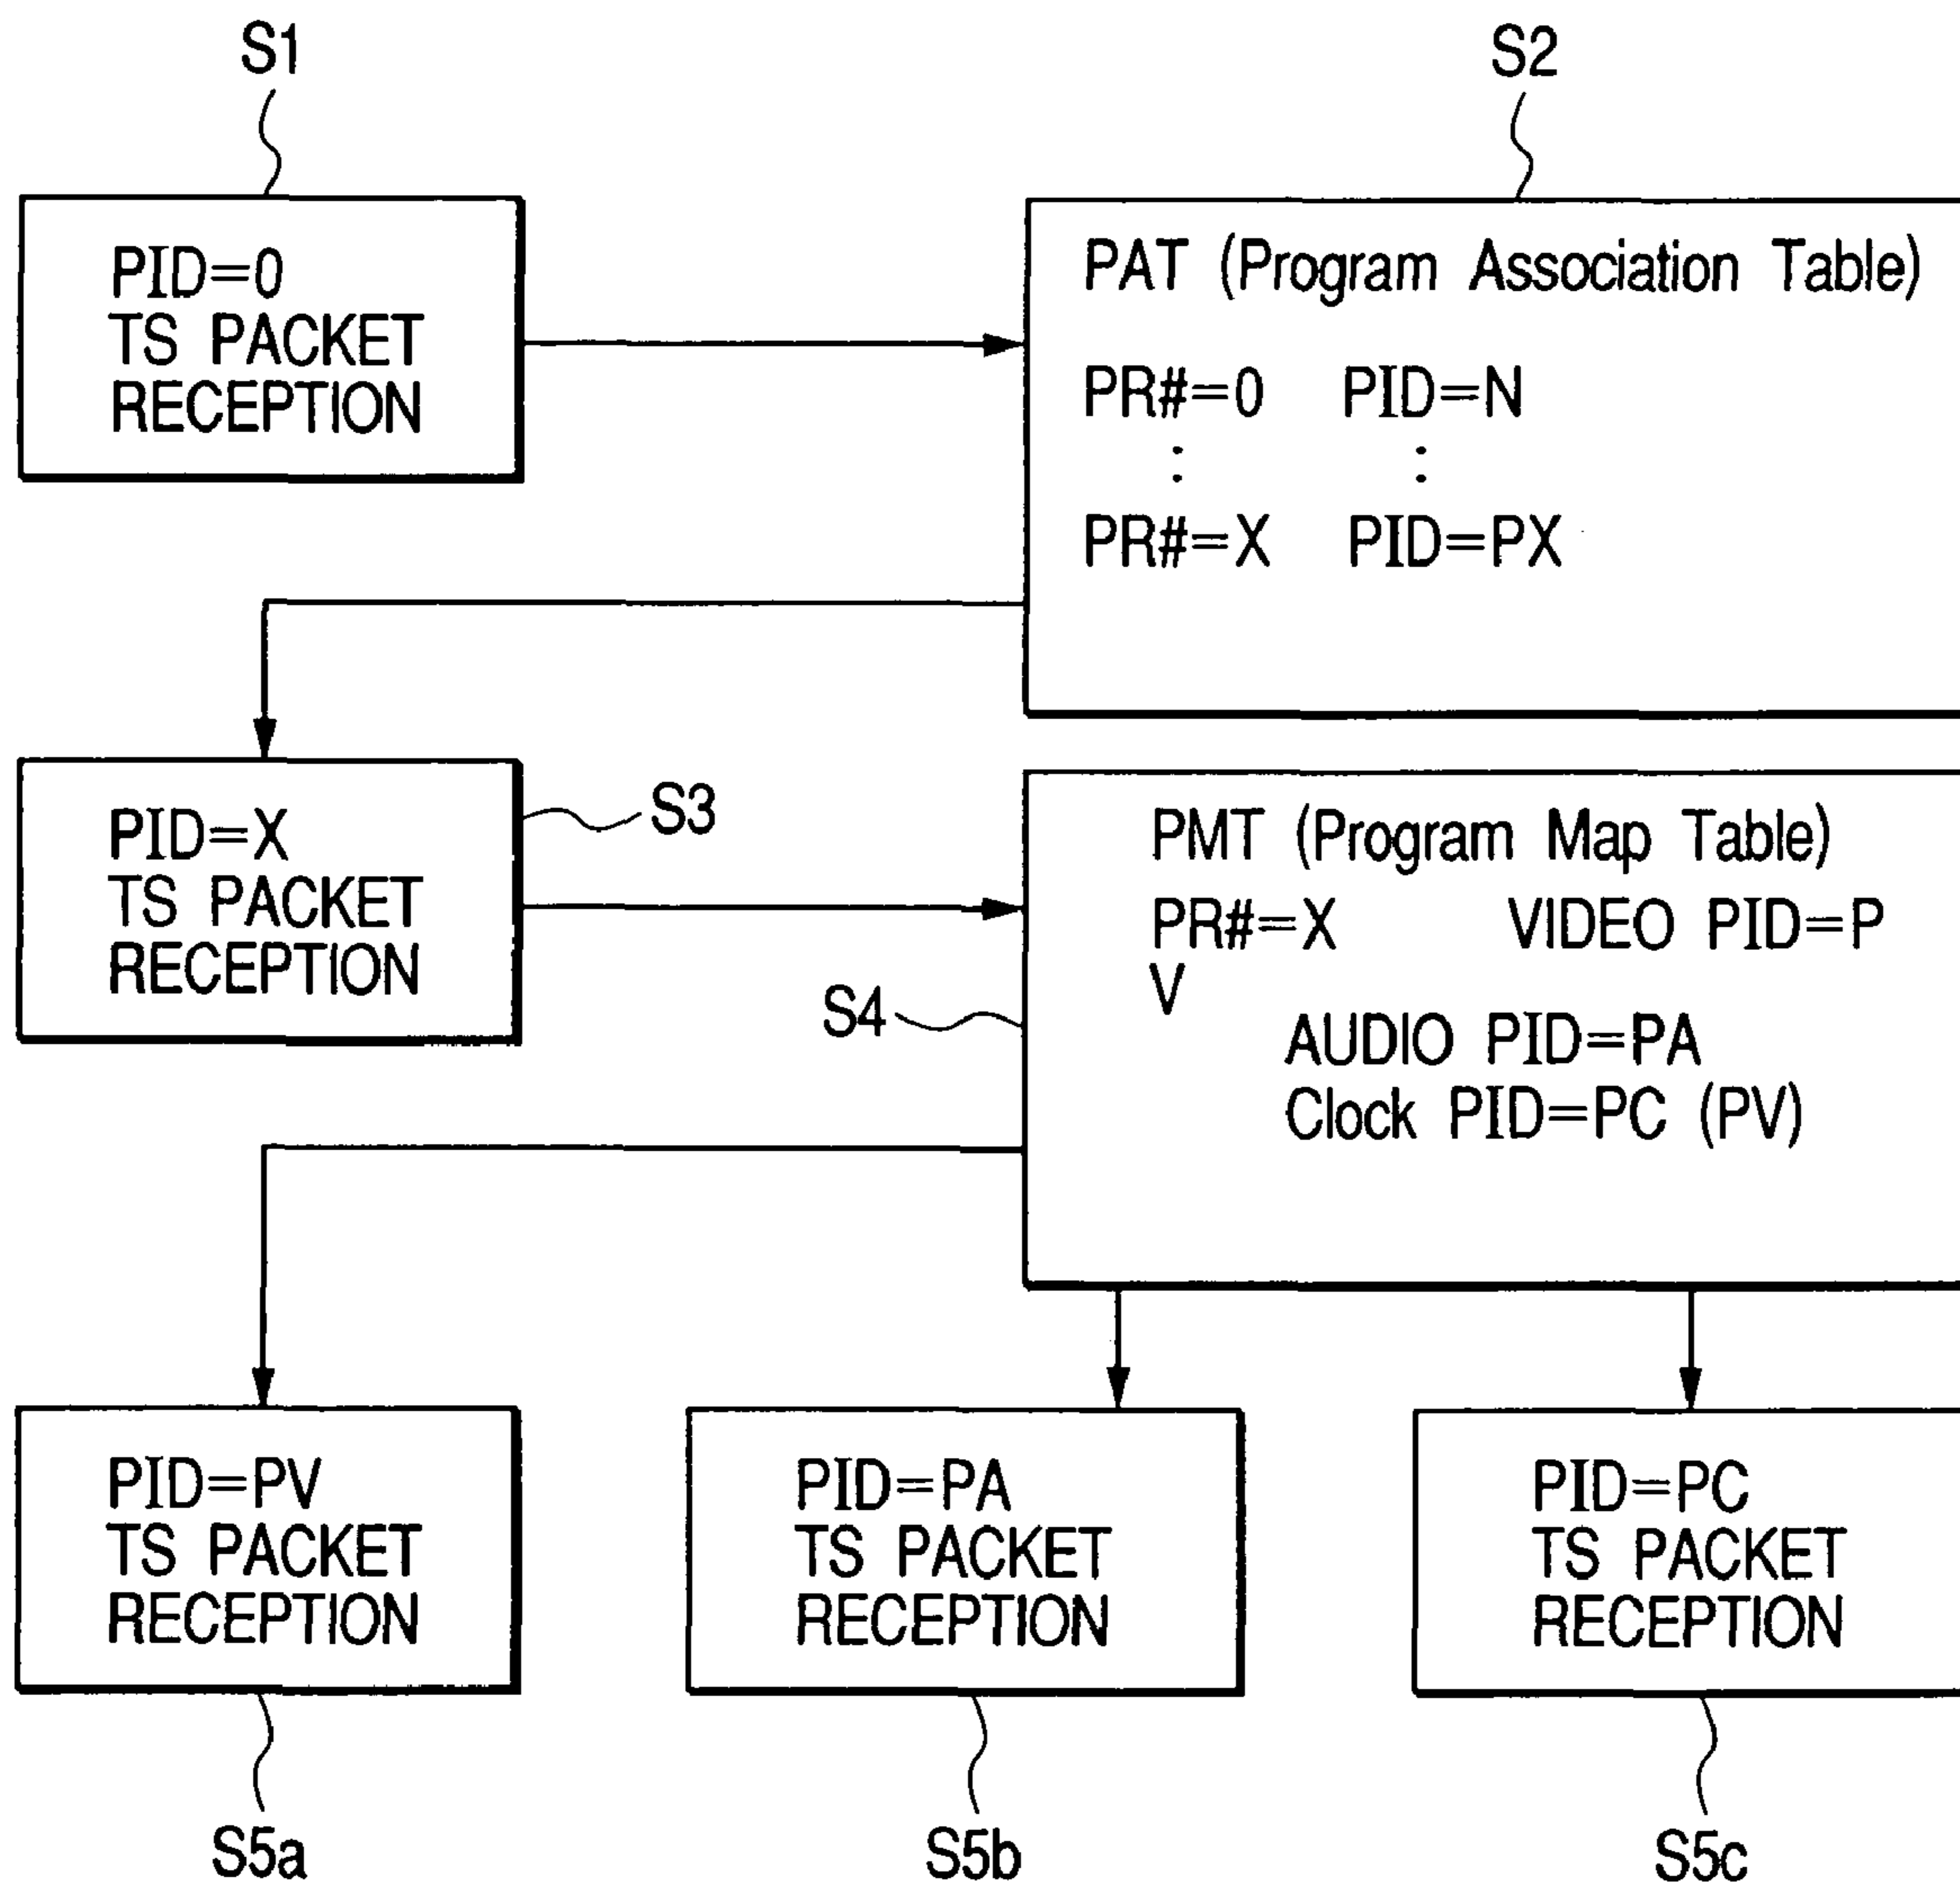 S1
S2
PID=0
TS PACKET
RECEPTION
PAT (Program Association Table)
PR#=0 PID=N
: :
PR#=X PID=PX
PID=X
TS PACKET
RECEPTION
S3
PMT (Program Map Table)
PR#=X VIDEO PID=P
V
S4
AUDIO PID=PA
Clock PID=PC (PV)
PID=PV
TS PACKET
RECEPTION
PID=PA
TS PACKET
RECEPTION
PID=PC
TS PACKET
RECEPTION
S5a
S5b
S5c